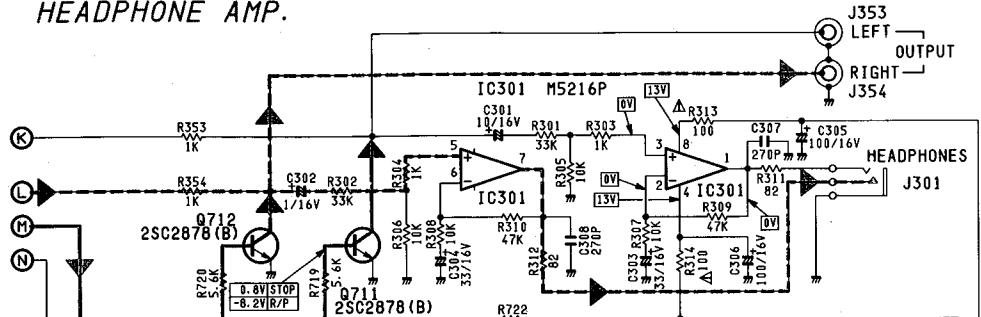 HEADPHONE AMP.
J353
LEFT
OUTPUT
RIGHT
J354
IC301 M5216P
C301
10/16V
R301
33K
R303
1K
0V
13V
R313
100
C307
270P
C305
100/16V
K
R353
1K
R304
1K
5
6
7
IC301
R305
10K
3
2
8
4
1
IC301
HEADPHONES
J301
R311
82
L
R354
1K
C302
1/16V
R302
33K
0V
13V
R309
47K
0V
M
N
Q712
2SC2878(B)
R306
10K
R308
10K
C304
33/16V
R310
47K
R312
82
C308
270P
R307
10K
C303
33/16V
R314
100
C306
100/16V
R720
5.6K
0.8V STOP
-8.2V R/P
R719
5.6K
Q711
2SC2878(B)
R722